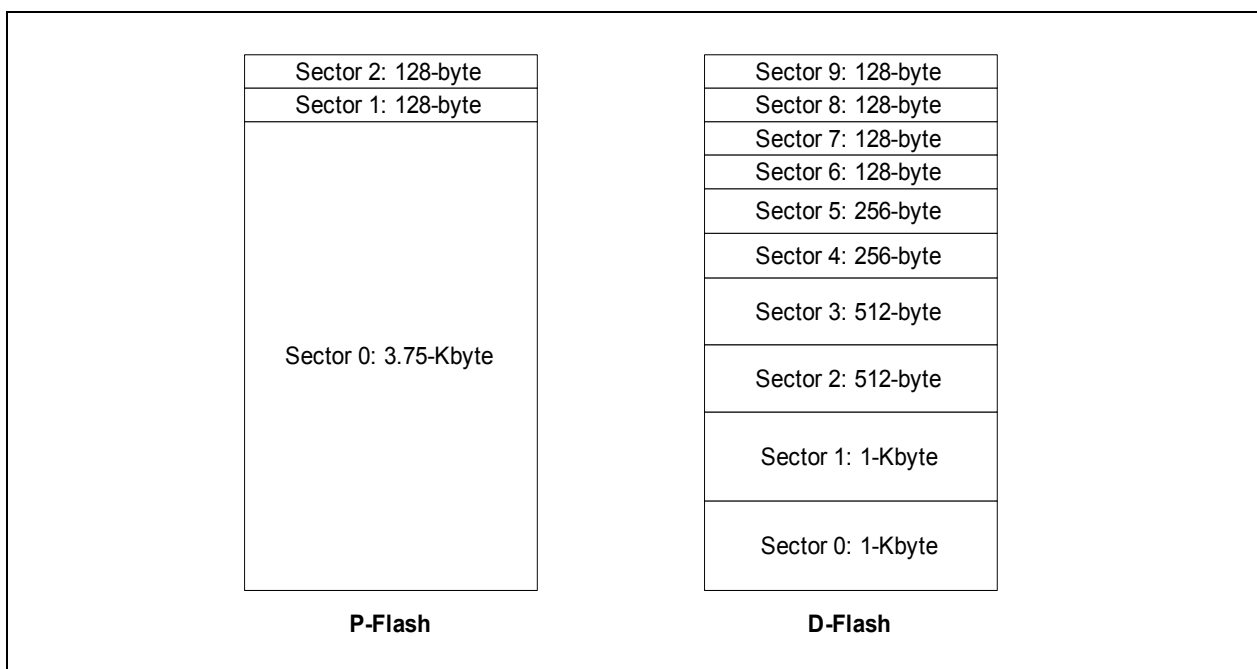 Sector 2: 128-byte
Sector 1: 128-byte
Sector 0: 3.75-Kbyte
P-Flash
Sector 9: 128-byte
Sector 8: 128-byte
Sector 7: 128-byte
Sector 6: 128-byte
Sector 5: 256-byte
Sector 4: 256-byte
Sector 3: 512-byte
Sector 2: 512-byte
Sector 1: 1-Kbyte
Sector 0: 1-Kbyte
D-Flash